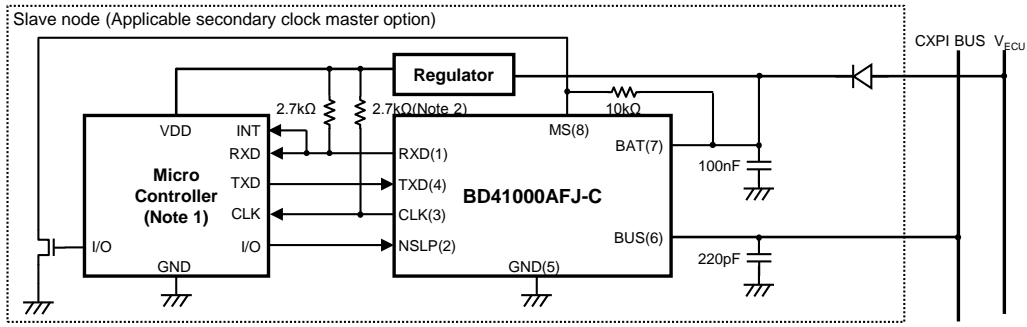 Slave node (Applicable secondary clock master option)
CXPI BUS V_ECU
Regulator
2.7kΩ 2.7kΩ(Note 2) 10kΩ
VDD INT MS(8)
BAT(7)
RXD RXD(1)
100nF
Micro
Controller
(Note 1)
TXD TXD(4)
BD41000AFJ-C
CLK CLK(3)
I/O I/O NSLP(2)
BUS(6)
GND GND(5)
220pF